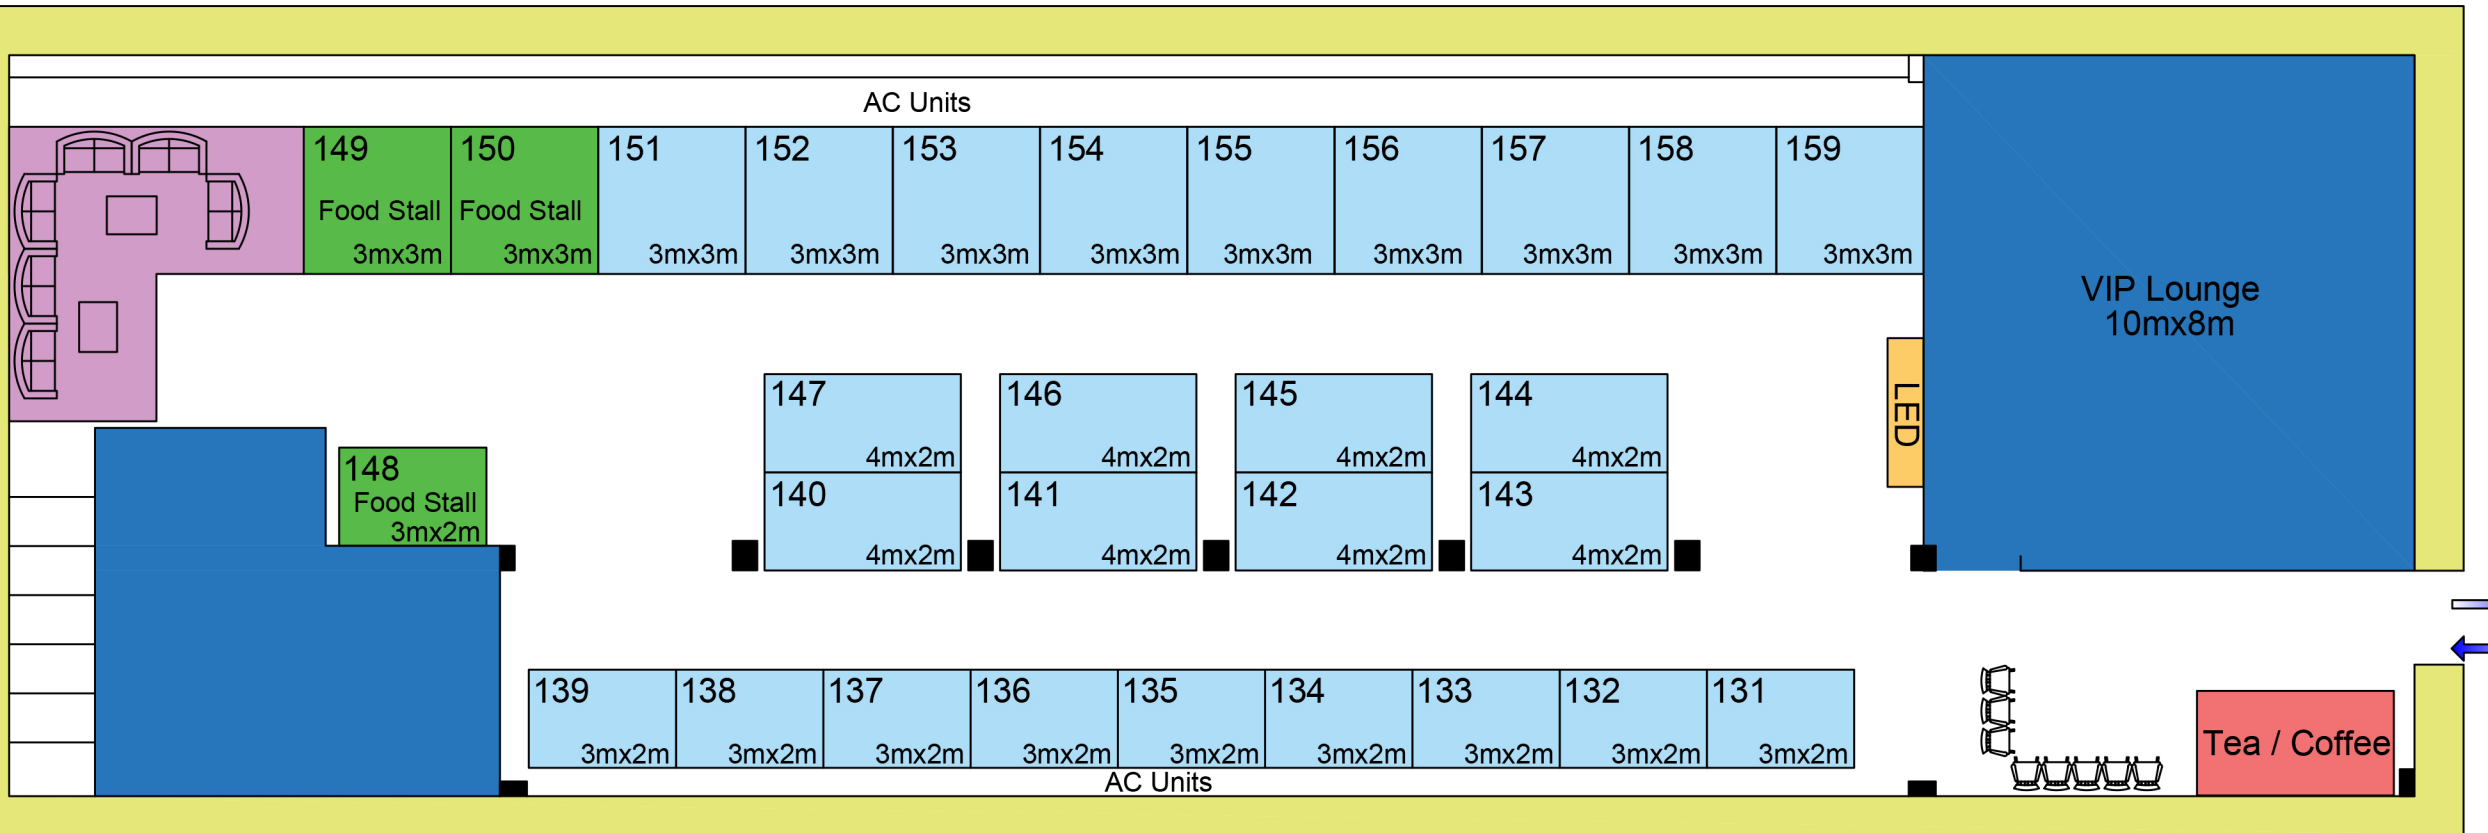 AC Units
149
Food Stall
3mx3m
150
Food Stall
3mx3m
151
3mx3m
152
3mx3m
153
3mx3m
154
3mx3m
155
3mx3m
156
3mx3m
157
3mx3m
158
3mx3m
159
3mx3m
VIP Lounge
10mx8m
LED
147
4mx2m
146
4mx2m
145
4mx2m
144
4mx2m
148
Food Stall
3mx2m
140
4mx2m
141
4mx2m
142
4mx2m
143
4mx2m
139
3mx2m
138
3mx2m
137
3mx2m
136
3mx2m
135
3mx2m
134
3mx2m
133
3mx2m
132
3mx2m
131
3mx2m
AC Units
Tea / Coffee